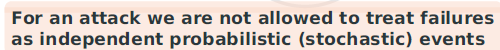 For an attack we are not allowed to treat failures
as independent probabilistic (stochastic) events